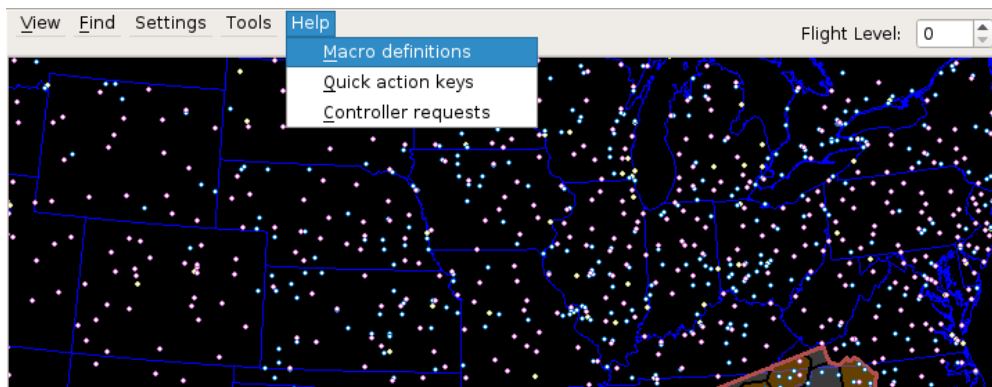 View Find Settings Tools Help
Flight Level: 0
Macro definitions
Quick action keys
Controller requests